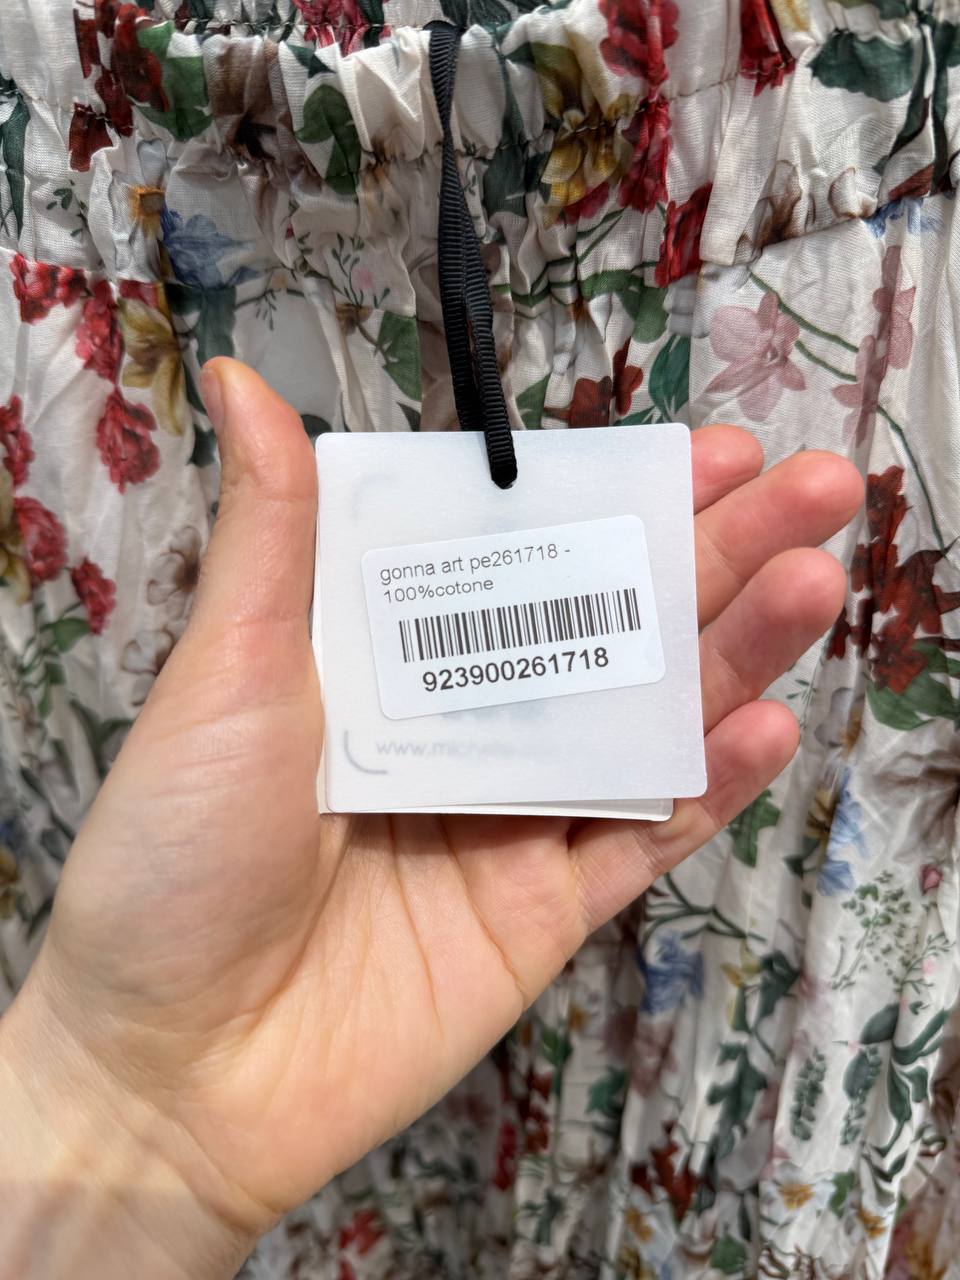 gonna art pe261718 -
100%cotone
923900261718